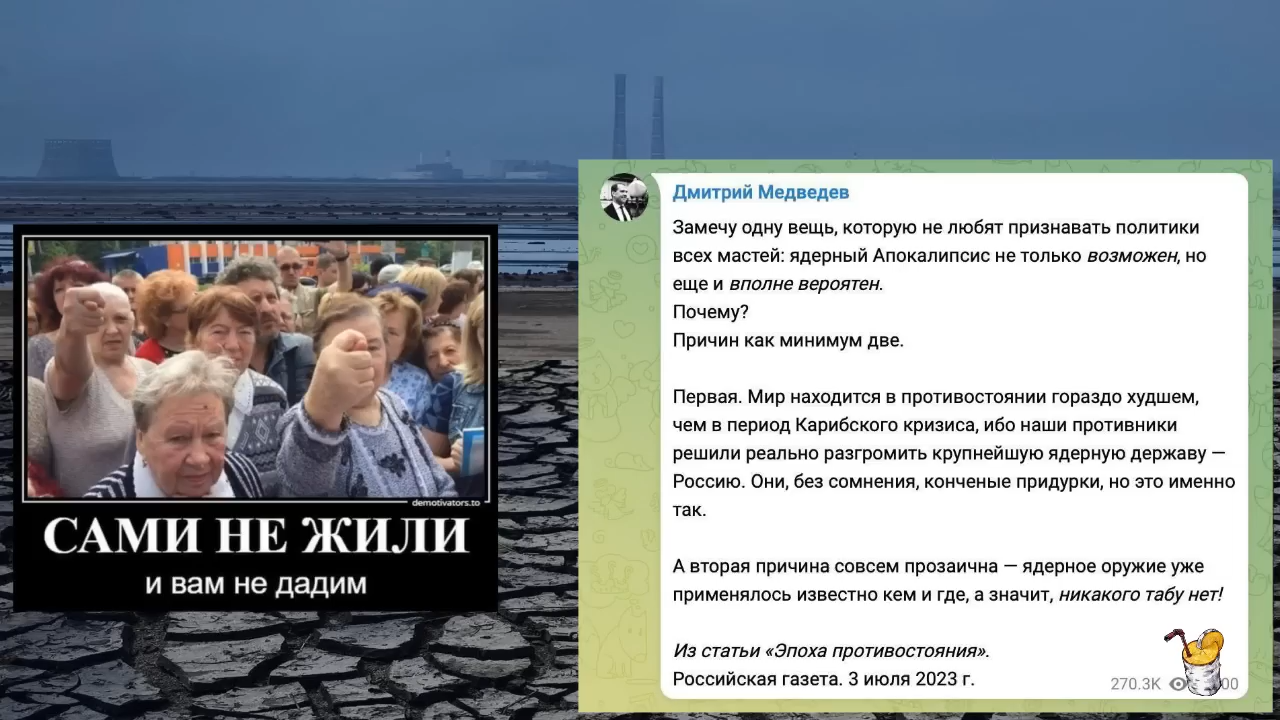 demotivators.to
САМИ НЕ ЖИЛИ
и вам не дадим
Дмитрий Медведев
Замечу одну вещь, которую не любят признавать политики
всех мастей: ядерный Апокалипсис не только возможен, но
еще и вполне вероятен.
Почему?
Причин как минимум две.
Первая. Мир находится в противостоянии гораздо худшем,
чем в период Карибского кризиса, ибо наши противники
решили реально разгромить крупнейшую ядерную державу —
Россию. Они, без сомнения, конченые придурки, но это именно
так.
А вторая причина совсем прозаична — ядерное оружие уже
применялось известно кем и где, а значит, никакого табу нет!
Из статьи «Эпоха противостояния».
Российская газета. 3 июля 2023 г.
270.3K